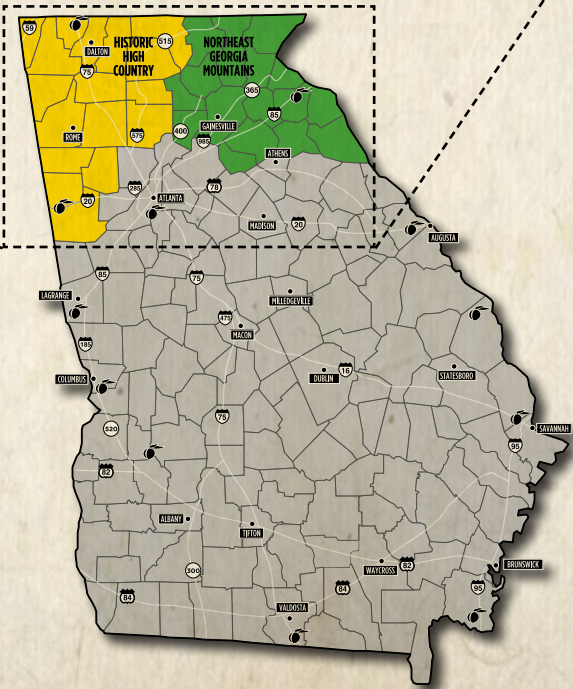 59
DALTON
HISTORIC
HIGH
COUNTRY
515
NORTHEAST
GEORGIA
MOUNTAINS
75
365
85
400
GAINESVILLE
ROME
575
985
ATHENS
285
78
20
ATLANTA
MADISON
20
AUGUSTA
85
75
LAGRANGE
MILLEDGEVILLE
475
MACON
185
16
DUBLIN
STATESBORO
COLUMBUS
75
520
SAVANNAH
95
82
ALBANY
TIFTON
WAYCROSS
82
BRUNSWICK
300
84
84
95
VALDOSTA